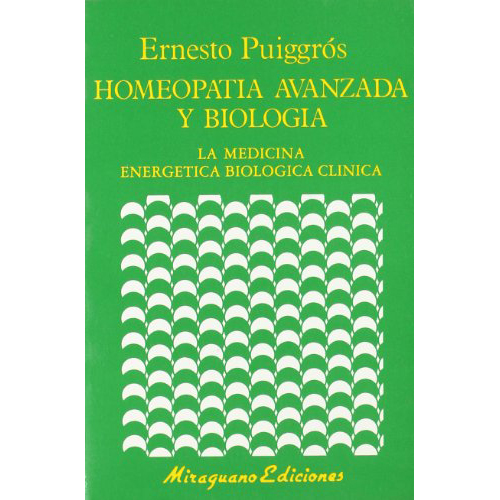 Ernesto Puiggrós
HOMEOPATIA AVANZADA
Y BIOLOGIA
LA MEDICINA
ENERGETICA BIOLOGICA CLINICA
Miraguano Ediciones